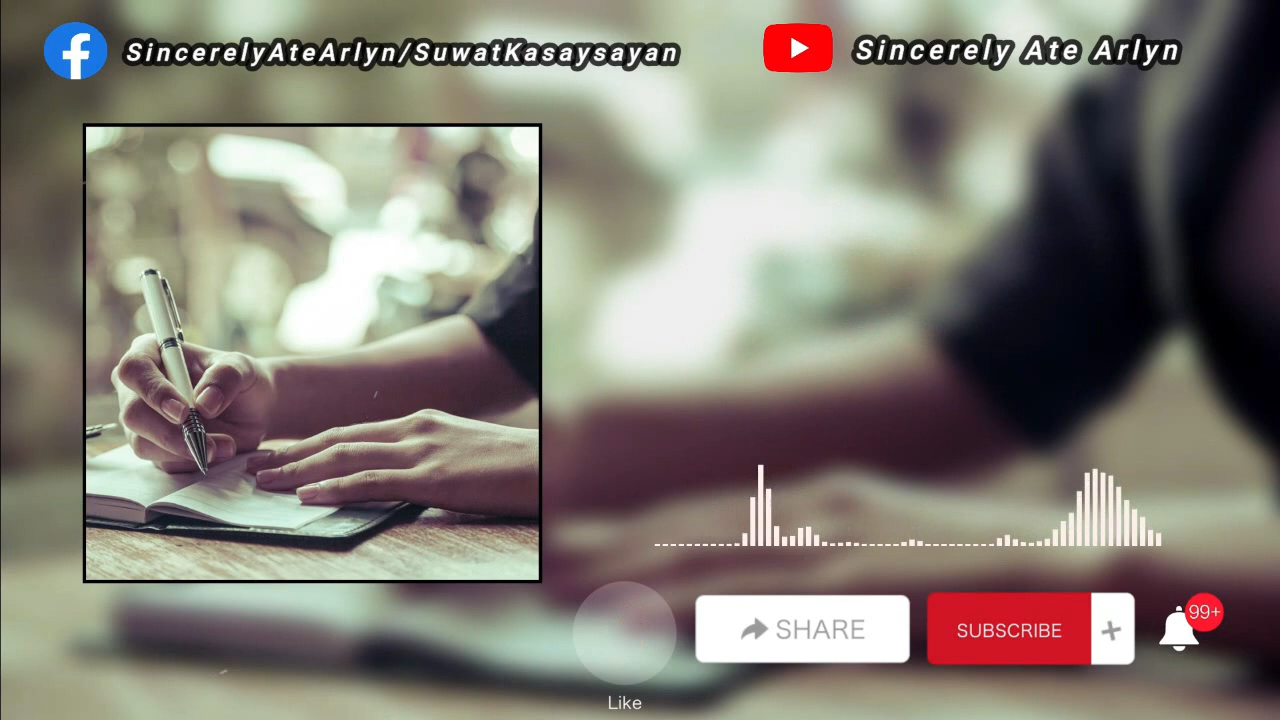 SincerelyAteArlyn/SuwatKasaysayan
Sincerely Ate Arlyn
SHARE
SUBSCRIBE
99+
Like